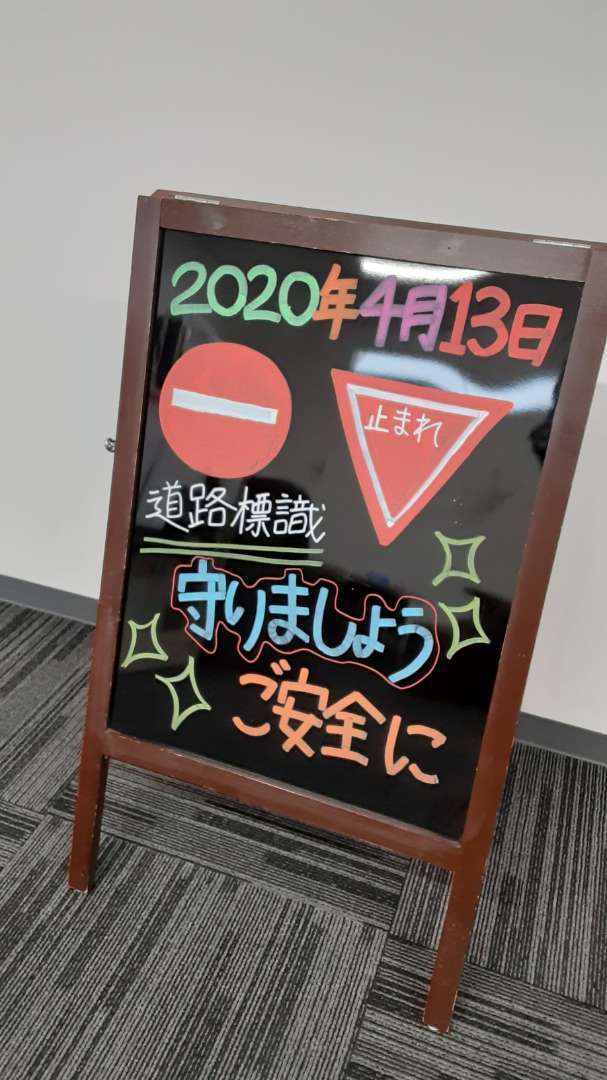 2020年4月13日
止まれ
道路標識
守りましょう
ご安全に